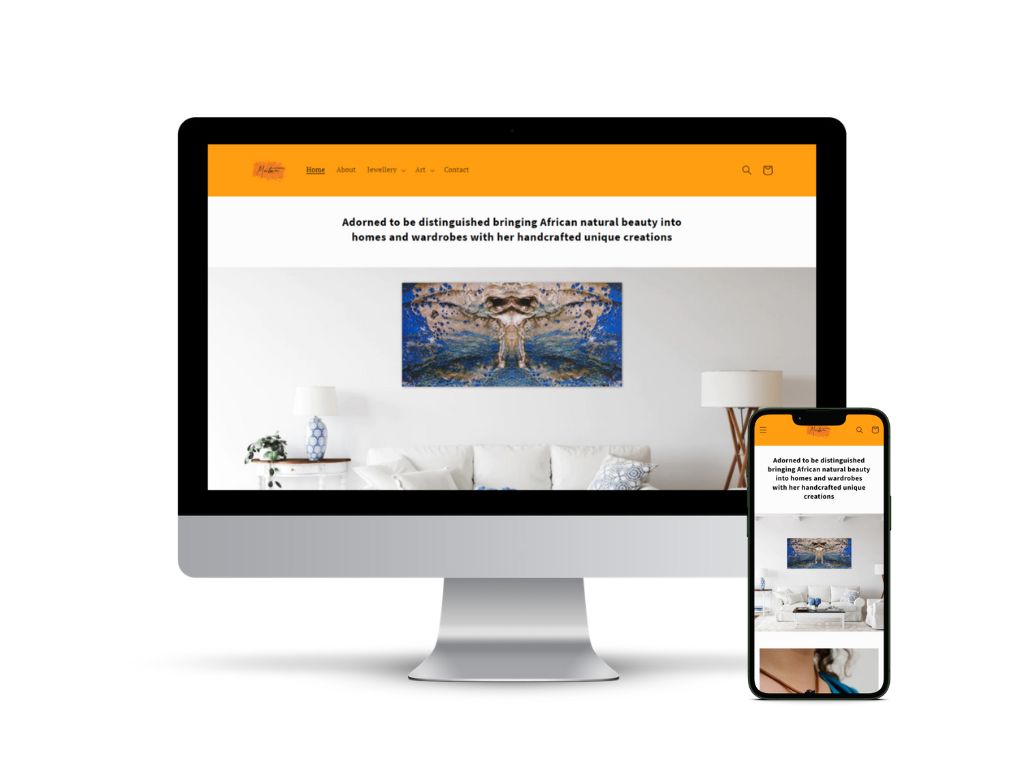 Home About Jewellery Art Contact
Adorned to be distinguished bringing African natural beauty into
homes and wardrobes with her handcrafted unique creations
Adorned to be distinguished
bringing African natural beauty
into homes and wardrobes
with her handcrafted unique
creations